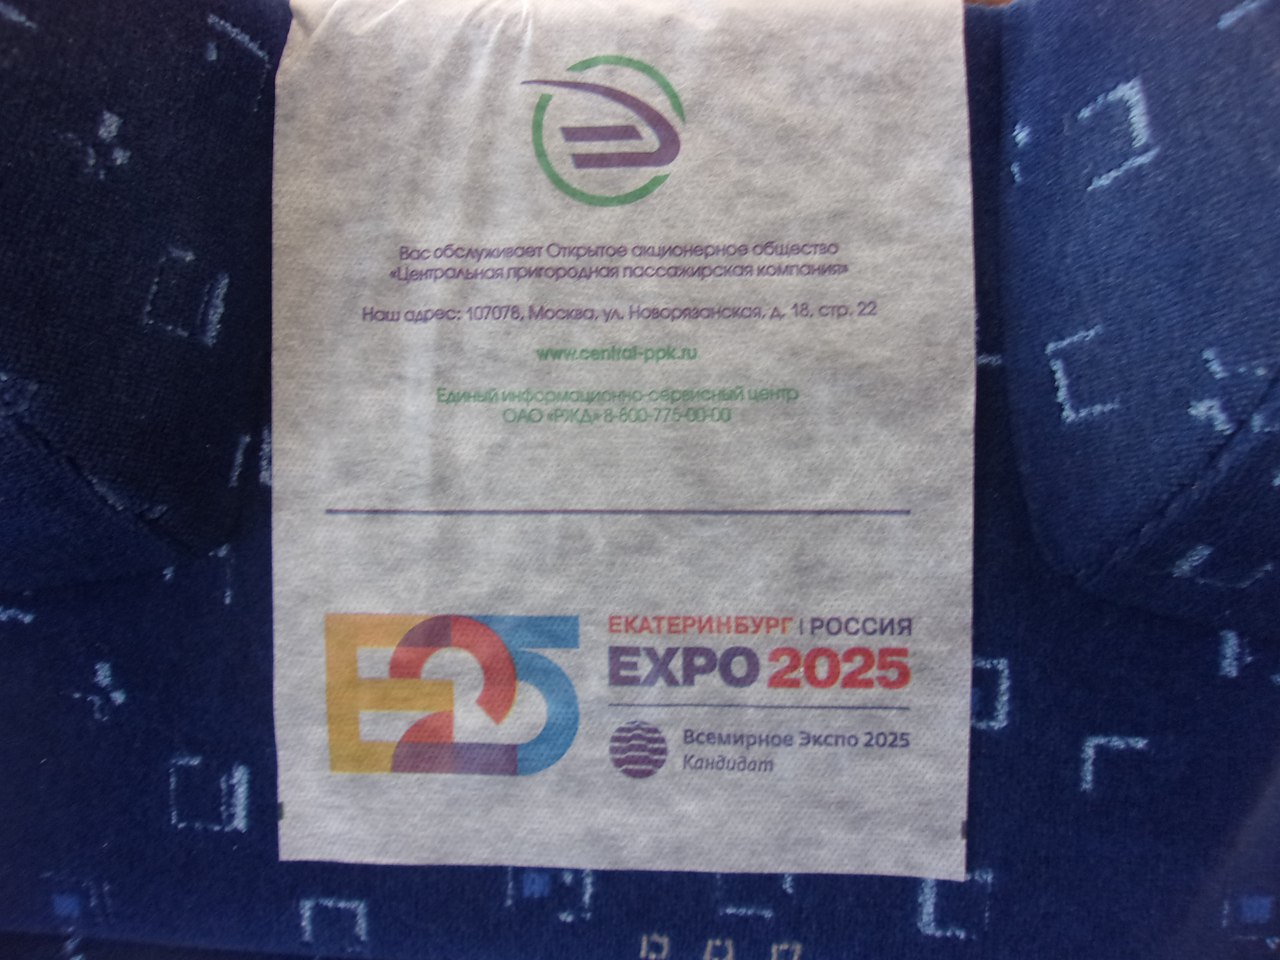 Вас обслуживает Открытое акционерное общество
«Центральная пригородная пассажирская компания»
Наш адрес: 107078, Москва, ул. Новорязанская, д. 18, стр. 22
www.central-ppk.ru
Единый информационно-сервисный центр
ОАО «РЖД» 8-800-775-00-00
ЕКАТЕРИНБУРГ | РОССИЯ
EXPO 2025
Всемирное Экспо 2025
Кандидат